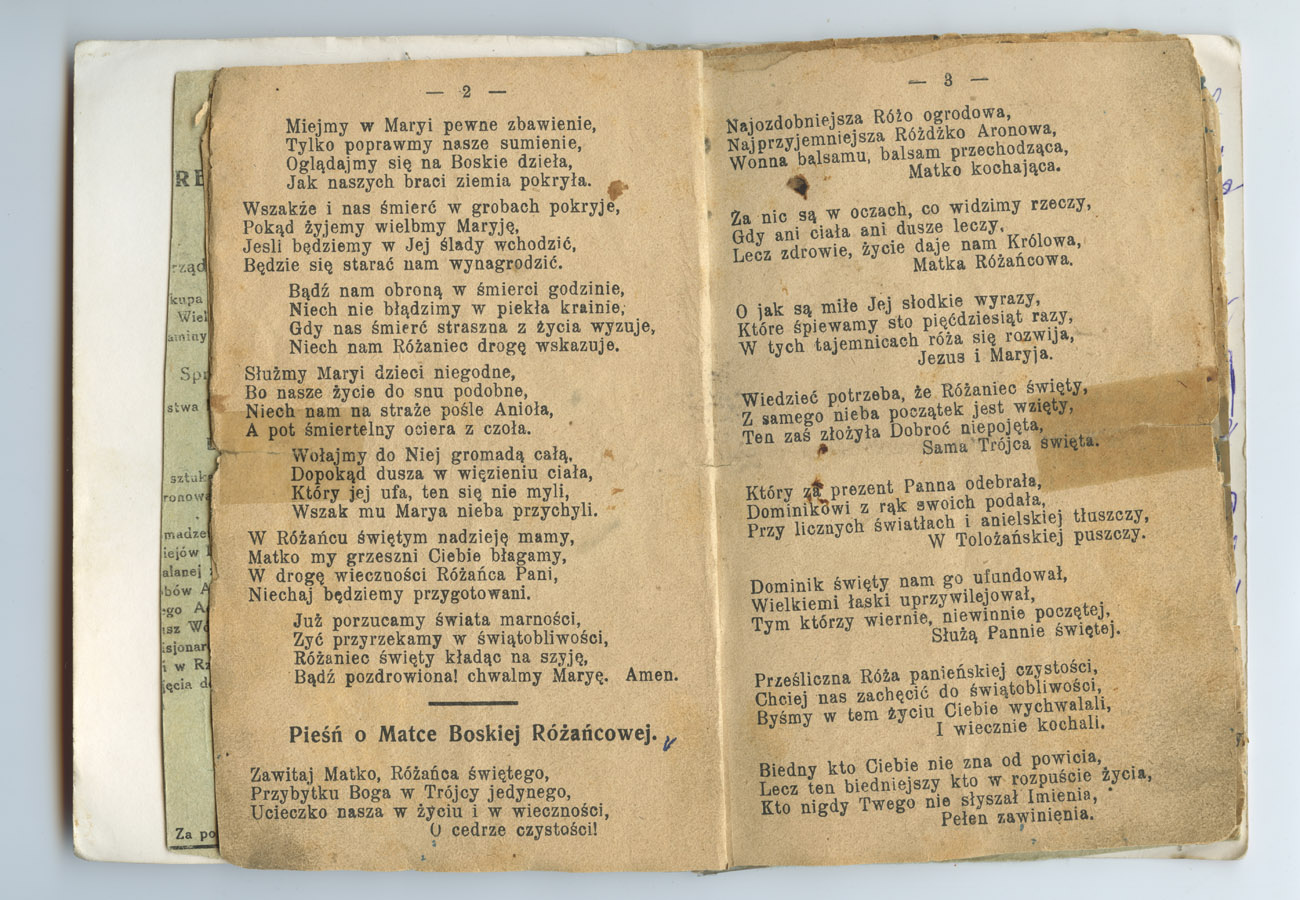 — 2 —
Miejmy w Maryi pewne zbawienie,
Tylko poprawmy nasze sumienie,
Oglądajmy się na Boskie dzieła,
Jak naszych braci ziemia pokryła.
Wszakże i nas śmierć w grobach pokryje,
Pokąd żyjemy wielbmy Maryję,
Jesli będziemy w Jej ślady wchodzić,
Będzie się starać nam wynagrodzić.
Bądź nam obroną w śmierci godzinie,
Niech nie błądzimy w piekła krainie,
Gdy nas śmierć straszna z życia wyzuje,
Niech nam Różaniec drogę wskazuje.
Służmy Maryi dzieci niegodne,
Bo nasze życie do snu podobne,
Niech nam na straże pośle Anioła,
A pot śmiertelny ociera z czoła.
Wołajmy do Niej gromadą całą,
Dopokąd dusza w więzieniu ciała,
Który jej ufa, ten się nie myli,
Wszak mu Marya nieba przychyli.
W Różańcu świętym nadzieję mamy,
Matko my grzeszni Ciebie błagamy,
W drogę wieczności Różańca Pani,
Niechaj będziemy przygotowani.
Już porzucamy świata marności,
Zyć przyrzekamy w świątobliwości,
Różaniec święty kładąc na szyję,
Bądź pozdrowiona! chwalmy Maryę. Amen.
Pieśń o Matce Boskiej Różańcowej.
Zawitaj Matko, Różańca świętego,
Przybytku Boga w Trójcy jedynego,
Ucieczko nasza w życiu i w wieczności,
O cedrze czystości!
— 3 —
Najozdobniejsza Różo ogrodowa,
Najprzyjemniejsza Różdżko Aronowa,
Wonna balsamu, balsam przechodząca,
Matko kochająca.
Za nic są w oczach, co widzimy rzeczy,
Gdy ani ciała ani dusze leczy,
Lecz zdrowie, życie daje nam Królowa,
Matka Różańcowa.
O jak są miłe Jej słodkie wyrazy,
Które śpiewamy sto pięćdziesiąt razy,
W tych tajemnicach róża się rozwija,
Jezus i Maryja.
Wiedzieć potrzeba, że Różaniec święty,
Z samego nieba początek jest wzięty,
Ten zaś złożyła Dobroć niepojęta,
Sama Trójca święta.
Który za prezent Panna odebrała,
Dominikowi z rąk swoich podała,
Przy licznych światłach i anielskiej tłuszczy,
W Tolożańskiej puszczy.
Dominik święty nam go ufundował,
Wielkiemi łaski uprzywilejował,
Tym którzy wiernie, niewinnie poczętej,
Służą Pannie świętej.
Prześliczna Róża panieńskiej czystości,
Chciej nas zachęcić do świątobliwości,
Byśmy w tem życiu Ciebie wychwalali,
I wiecznie kochali.
Biedny kto Ciebie nie zna od powicia,
Lecz ten biedniejszy kto w rozpuście życia,
Kto nigdy Twego nie słyszał Imienia,
Pełen zawinienia.